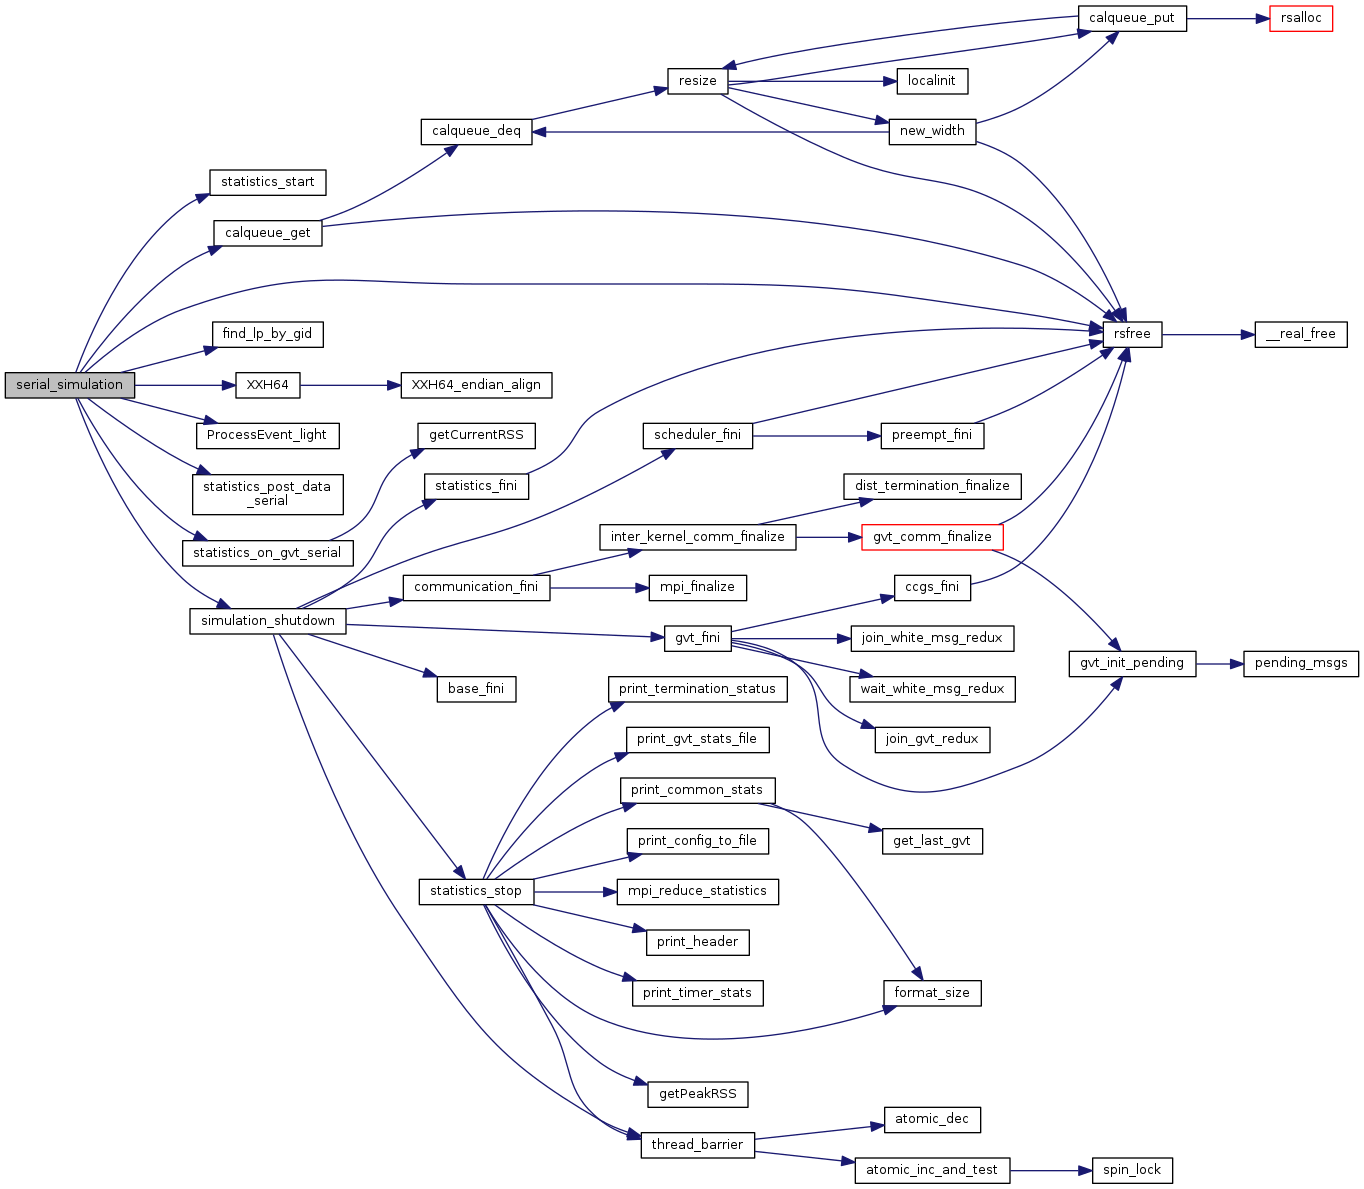 calqueue_put
rsalloc
resize
localinit
calqueue_deq
new_width
statistics_start
calqueue_get
find_lp_by_gid
rsfree
__real_free
serial_simulation
XXH64
XXH64_endian_align
ProcessEvent_light
getCurrentRSS
scheduler_fini
preempt_fini
statistics_post_data
_serial
statistics_fini
dist_termination_finalize
statistics_on_gvt_serial
inter_kernel_comm_finalize
gvt_comm_finalize
communication_fini
mpi_finalize
ccgs_fini
simulation_shutdown
gvt_fini
join_white_msg_redux
gvt_init_pending
pending_msgs
base_fini
print_termination_status
wait_white_msg_redux
print_gvt_stats_file
join_gvt_redux
print_common_stats
print_config_to_file
get_last_gvt
statistics_stop
mpi_reduce_statistics
print_header
print_timer_stats
format_size
getPeakRSS
atomic_dec
thread_barrier
atomic_inc_and_test
spin_lock